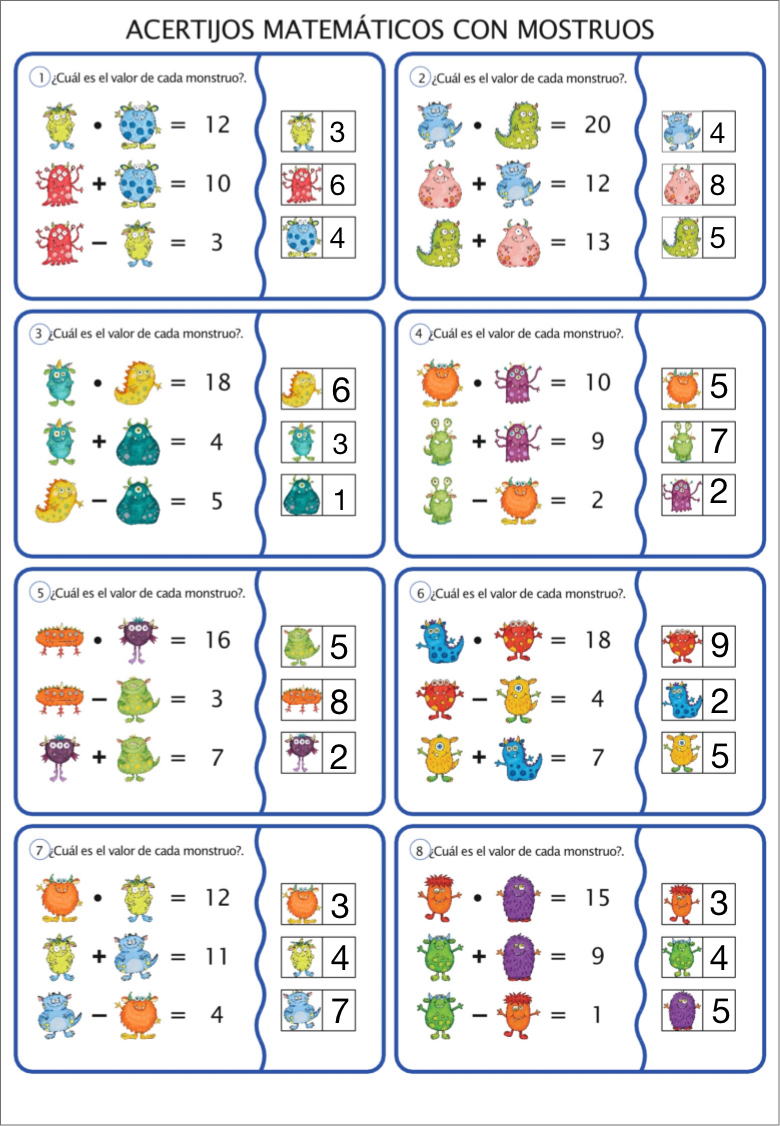 ACERTIJOS MATEMÁTICOS CON MOSTRUOS
1 ¿Cuál es el valor de cada monstruo?.
• = 12
+ = 10
− = 3
3
6
4
2 ¿Cuál es el valor de cada monstruo?.
• = 20
+ = 12
+ = 13
4
8
5
3 ¿Cuál es el valor de cada monstruo?.
• = 18
+ = 4
− = 5
6
3
1
4 ¿Cuál es el valor de cada monstruo?.
• = 10
+ = 9
− = 2
5
7
2
5 ¿Cuál es el valor de cada monstruo?.
• = 16
− = 3
+ = 7
5
8
2
6 ¿Cuál es el valor de cada monstruo?.
• = 18
− = 4
+ = 7
9
2
5
7 ¿Cuál es el valor de cada monstruo?.
• = 12
+ = 11
− = 4
3
4
7
8 ¿Cuál es el valor de cada monstruo?.
• = 15
+ = 9
− = 1
3
4
5